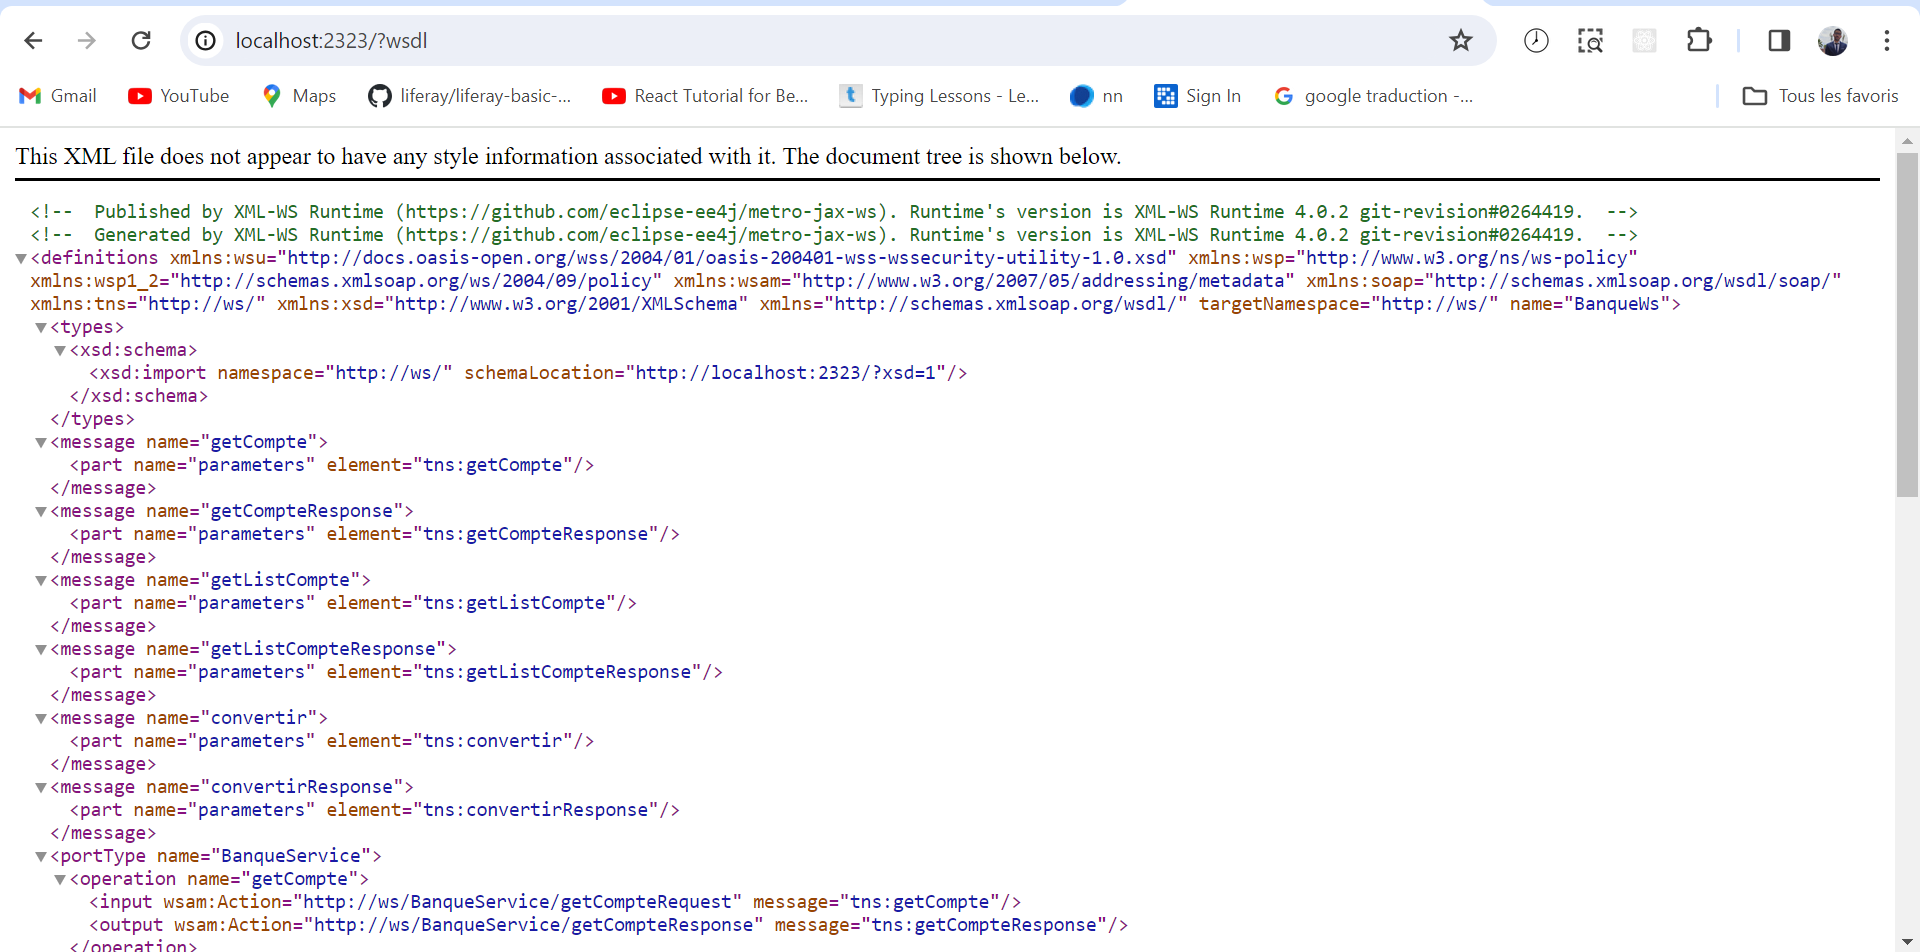 localhost:2323/?wsdl
Gmail YouTube Maps liferay/liferay-basic-... React Tutorial for Be... t Typing Lessons - Le... nn Sign In google traduction -... Tous les favoris
This XML file does not appear to have any style information associated with it. The document tree is shown below.
<!-- Published by XML-WS Runtime (https://github.com/eclipse-ee4j/metro-jax-ws). Runtime's version is XML-WS Runtime 4.0.2 git-revision#0264419. -->
<!-- Generated by XML-WS Runtime (https://github.com/eclipse-ee4j/metro-jax-ws). Runtime's version is XML-WS Runtime 4.0.2 git-revision#0264419. -->
<definitions xmlns:wsu="http://docs.oasis-open.org/wss/2004/01/oasis-200401-wss-wssecurity-utility-1.0.xsd" xmlns:wsp="http://www.w3.org/ns/ws-policy"
xmlns:wsp1_2="http://schemas.xmlsoap.org/ws/2004/09/policy" xmlns:wsam="http://www.w3.org/2007/05/addressing/metadata" xmlns:soap="http://schemas.xmlsoap.org/wsdl/soap/"
xmlns:tns="http://ws/" xmlns:xsd="http://www.w3.org/2001/XMLSchema" xmlns="http://schemas.xmlsoap.org/wsdl/" targetNamespace="http://ws/" name="BanqueWs">
<types>
<xsd:schema>
<xsd:import namespace="http://ws/" schemaLocation="http://localhost:2323/?xsd=1"/>
</xsd:schema>
</types>
<message name="getCompte">
<part name="parameters" element="tns:getCompte"/>
</message>
<message name="getCompteResponse">
<part name="parameters" element="tns:getCompteResponse"/>
</message>
<message name="getListCompte">
<part name="parameters" element="tns:getListCompte"/>
</message>
<message name="getListCompteResponse">
<part name="parameters" element="tns:getListCompteResponse"/>
</message>
<message name="convertir">
<part name="parameters" element="tns:convertir"/>
</message>
<message name="convertirResponse">
<part name="parameters" element="tns:convertirResponse"/>
</message>
<portType name="BanqueService">
<operation name="getCompte">
<input wsam:Action="http://ws/BanqueService/getCompteRequest" message="tns:getCompte"/>
<output wsam:Action="http://ws/BanqueService/getCompteResponse" message="tns:getCompteResponse"/>
</operation>